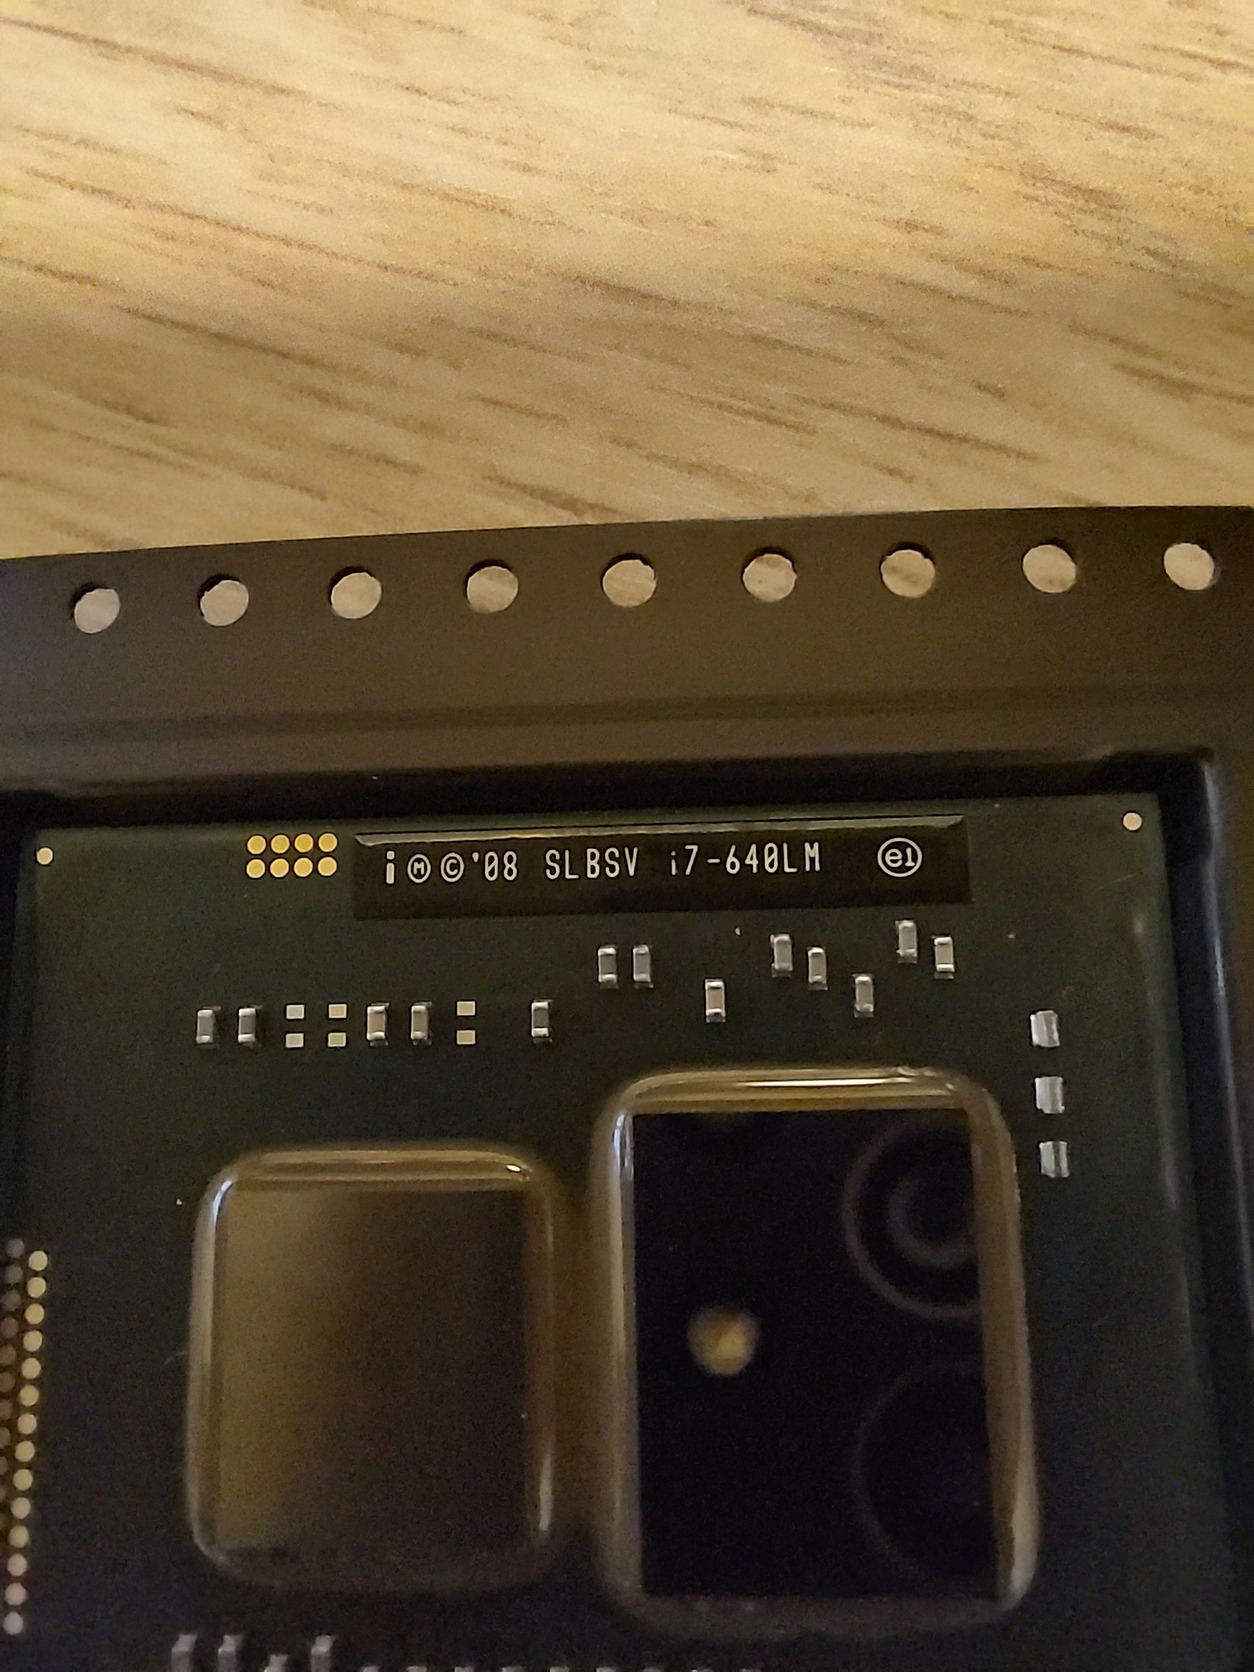 i Ⓜ © '08 SLBSV i7-640LM e1